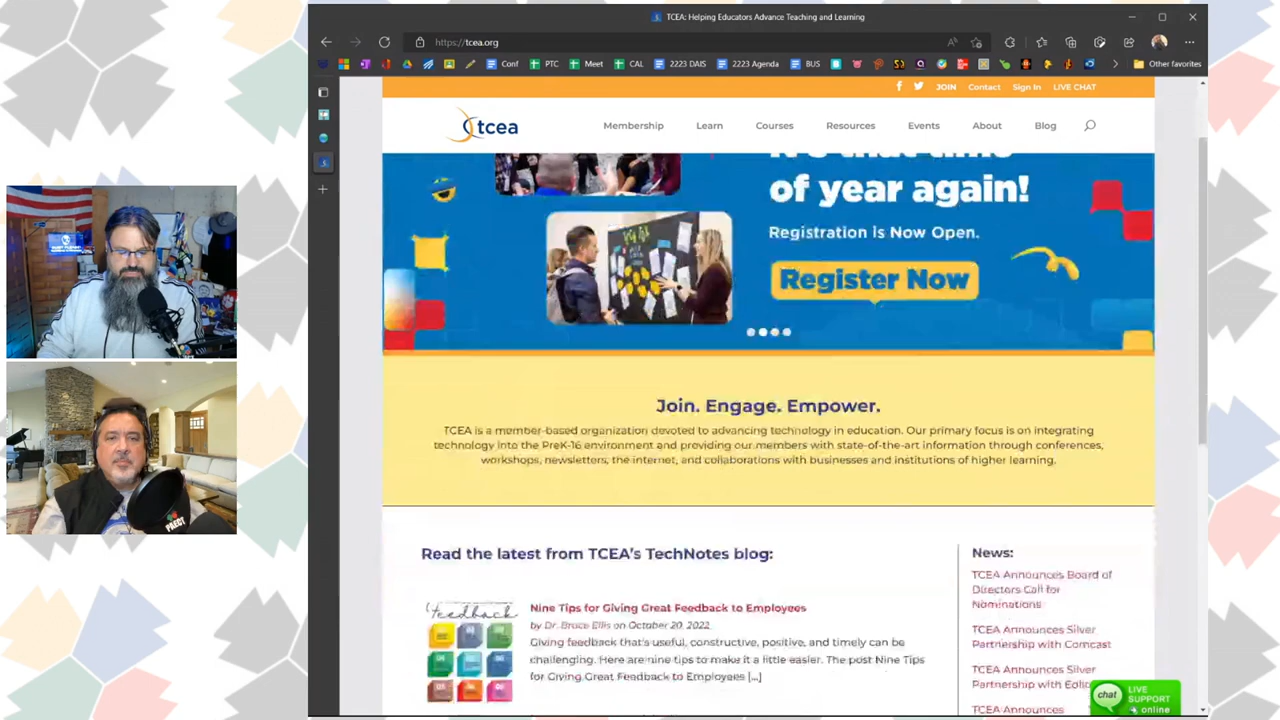 TCEA: Helping Educators Advance Teaching and Learning
https://tcea.org
Conf
PTC
Meet
CAL
2223 DAIS
2223 Agenda
BUS
Other favorites
JOIN
Contact
Sign In
LIVE CHAT
tcea
Membership
Learn
Courses
Resources
Events
About
Blog
of year again!
Registration is Now Open.
Register Now
Join. Engage. Empower.
TCEA is a member-based organization devoted to advancing technology in education. Our primary focus is on integrating
technology into the PreK-16 environment and providing our members with state-of-the-art information through conferences,
workshops, newsletters, the internet, and collaborations with businesses and institutions of higher learning.
Read the latest from TCEA's TechNotes blog:
feedback
Nine Tips for Giving Great Feedback to Employees
by Dr. Bruce Ellis on October 20, 2022
Giving feedback that's useful, constructive, positive, and timely can be
challenging. Here are nine tips to make it a little easier. The post Nine Tips
for Giving Great Feedback to Employees [...]
News:
TCEA Announces Board of
Directors Call for
Nominations
TCEA Announces Silver
Partnership with Comcast
TCEA Announces Silver
Partnership with
TCEA Announces
chat
LIVE
SUPPORT
online